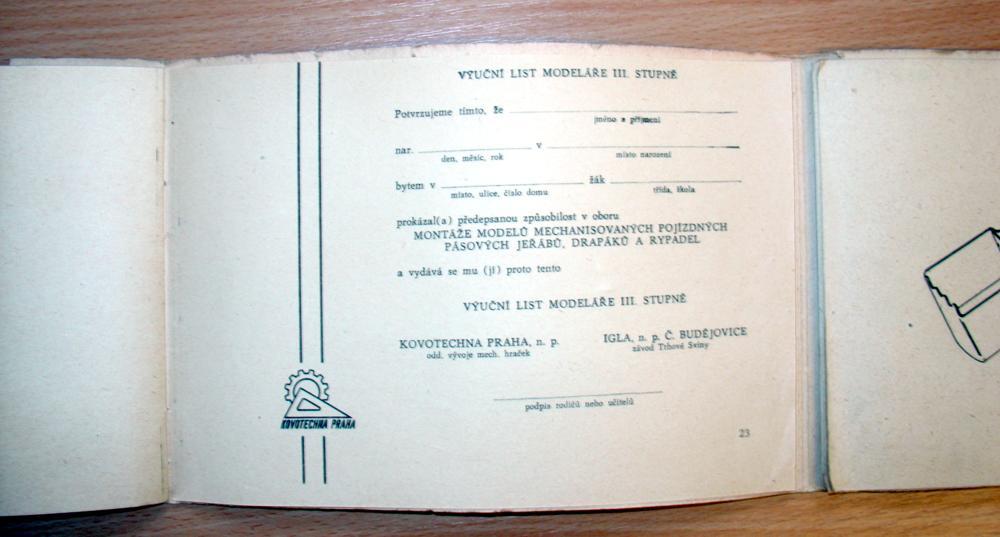 VÝUČNÍ LIST MODELÁŘE III. STUPNĚ
Potvrzujeme tímto, že
jméno a příjmení
nar. v
den, měsíc, rok místo narození
bytem v žák
místo, ulice, číslo domu třída, škola
prokázal(a) předepsanou způsobilost v oboru
MONTÁŽE MODELŮ MECHANISOVANÝCH POJÍZDNÝCH
PÁSOVÝCH JEŘÁBŮ, DRAPÁKŮ A RYPADEL
a vydává se mu (jí) proto tento
VÝUČNÍ LIST MODELÁŘE III. STUPNĚ
KOVOTECHNA PRAHA, n. p. IGLA, n. p. Č. BUDĚJOVICE
odd. vývoje mech. hraček závod Trhové Sviny
podpis rodičů nebo učitelů
KOVOTECHNA PRAHA
23